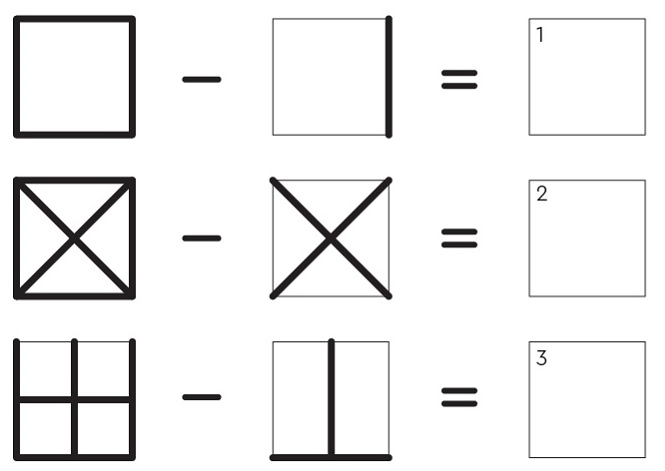 − = 1
− = 2
− = 3